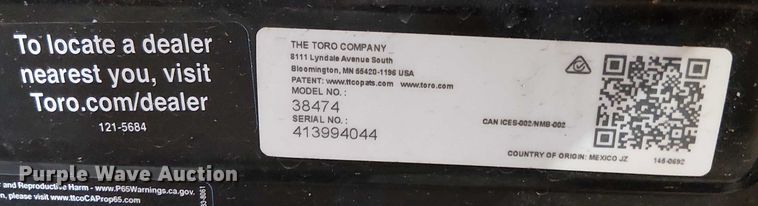 To locate a dealer
nearest you, visit
Toro.com/dealer
121-5684
THE TORO COMPANY
8111 Lyndale Avenue South
Bloomington, MN 55420-1196 USA
PATENT: www.ttcopats.com www.toro.com
MODEL NO.:
38474
SERIAL NO.:
413994044
CAN ICES-002/NMB-002
COUNTRY OF ORIGIN: MEXICO JZ
145-0692
Purple Wave Auction
and Reproductive Harm - www.P65Warnings.ca.gov.
please visit www.ttcoCAProp65.com